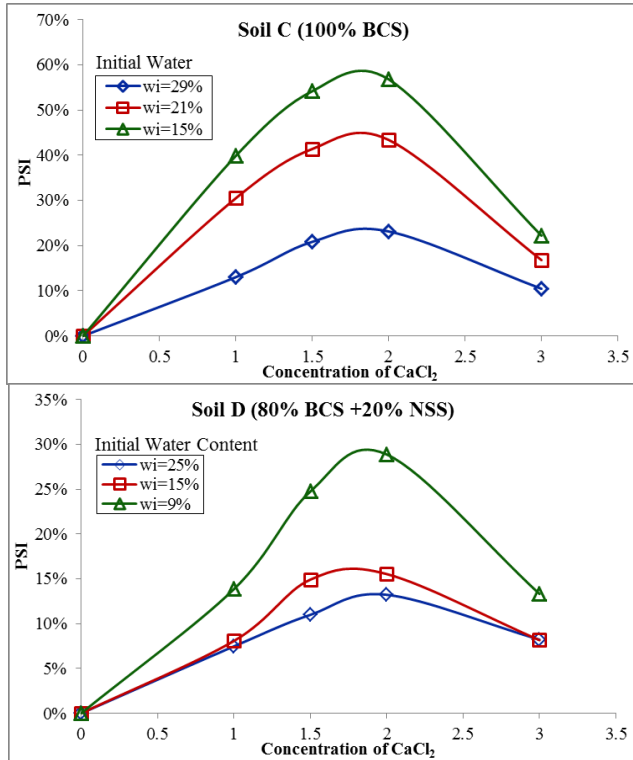 Soil C (100% BCS)
Initial Water
wi=29%
wi=21%
wi=15%
PSI
70%
60%
50%
40%
30%
20%
10%
0%
0 0.5 1 1.5 2 2.5 3 3.5
Concentration of CaCl₂
Soil D (80% BCS +20% NSS)
Initial Water Content
wi=25%
wi=15%
wi=9%
PSI
35%
30%
25%
20%
15%
10%
5%
0%
0 0.5 1 1.5 2 2.5 3 3.5
Concentration of CaCl₂